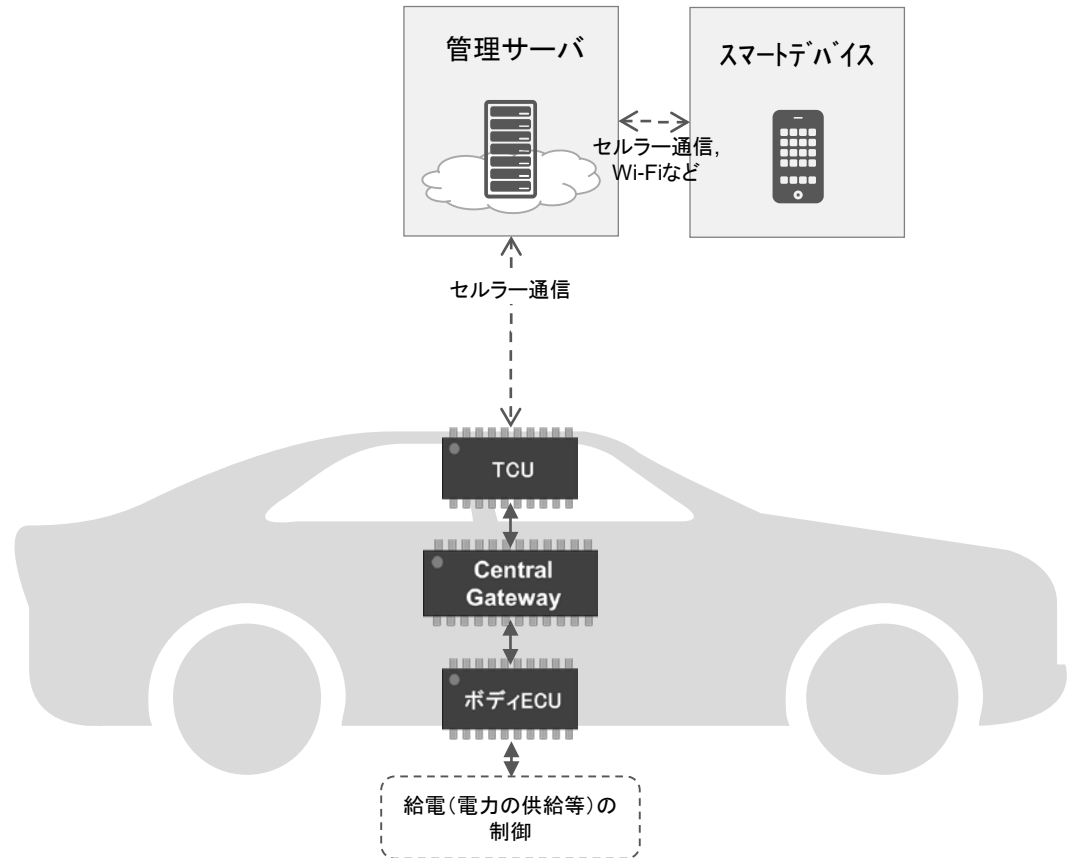 管理サーバ
スマートデバイス
セルラー通信,
Wi-Fiなど
セルラー通信
TCU
Central
Gateway
ボディECU
給電(電力の供給等)の
制御